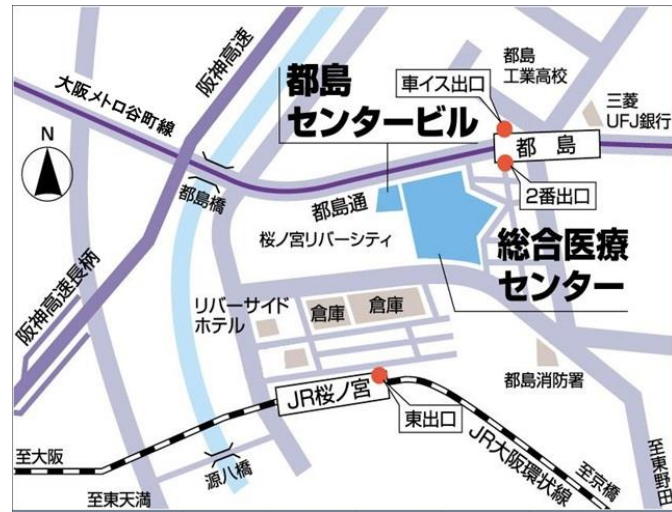 阪神高速
大阪メトロ谷町線
都島
センタービル
車イス出口
都島
工業高校
三菱
UFJ銀行
N
都島
2番出口
都島橋
都島通
桜ノ宮リバーシティ
総合医療
センター
阪神高速長柄
リバーサイド
ホテル
倉庫
倉庫
都島消防署
JR桜ノ宮
東出口
JR大阪環状線
至大阪
源八橋
至東天満
至京橋
至東野田